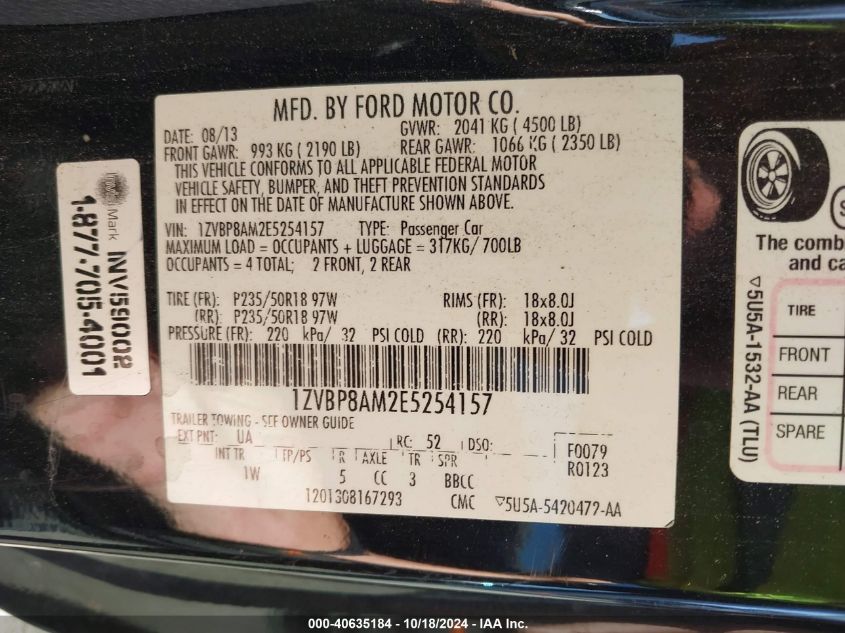 MFD. BY FORD MOTOR CO.
DATE: 08/13 GVWR: 2041 KG ( 4500 LB)
FRONT GAWR: 993 KG ( 2190 LB) REAR GAWR: 1066 KG ( 2350 LB)
THIS VEHICLE CONFORMS TO ALL APPLICABLE FEDERAL MOTOR
VEHICLE SAFETY, BUMPER, AND THEFT PREVENTION STANDARDS
IN EFFECT ON THE DATE OF MANUFACTURE SHOWN ABOVE.
VIN: 1ZVBP8AM2E5254157 TYPE: Passenger Car
MAXIMUM LOAD = OCCUPANTS + LUGGAGE = 317KG/ 700LB
OCCUPANTS = 4 TOTAL; 2 FRONT, 2 REAR
TIRE (FR): P235/50R18 97W RIMS (FR): 18x8.0J
(RR): P235/50R18 97W (RR): 18x8.0J
PRESSURE (FR): 220 kPa/ 32 PSI COLD (RR): 220 kPa/ 32 PSI COLD
1ZVBP8AM2E5254157
TRAILER TOWING - SEE OWNER GUIDE
EXT PNT: UA RC: 52 DSO: F0079
INT TR TP/PS R AXLE TR SPR R0123
1W 5 CC 3 BBCC
1201308167293 CMC ▽5U5A-5420472-AA
Mark
INV159002
1-877-705-4001
The comb
and ca
TIRE
FRONT
REAR
SPARE
▽5U5A-1532-AA (TLU)
000-40635184 - 10/18/2024 - IAA Inc.